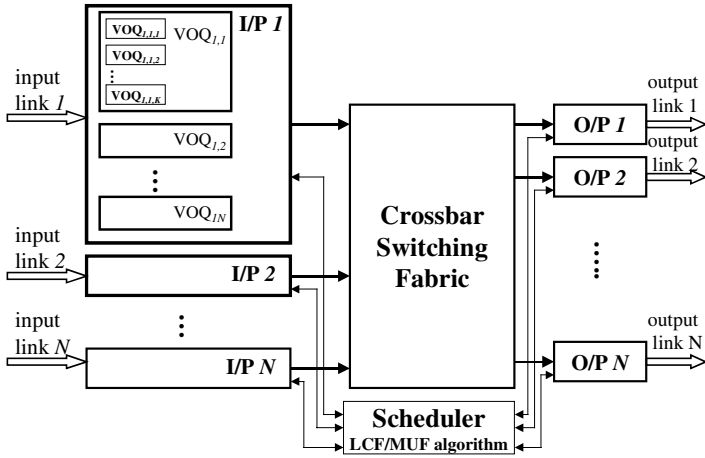 I/P 1
VOQ1,1,1
VOQ1,1
VOQ1,1,2
⋮
VOQ1,1,K
input
link 1
VOQ1,2
⋮
VOQ1N
input
link 2
I/P 2
⋮
input
link N
I/P N
Crossbar
Switching
Fabric
Scheduler
LCF/MUF algorithm
output
link 1
O/P 1
output
link 2
O/P 2
⋮
output
link N
O/P N